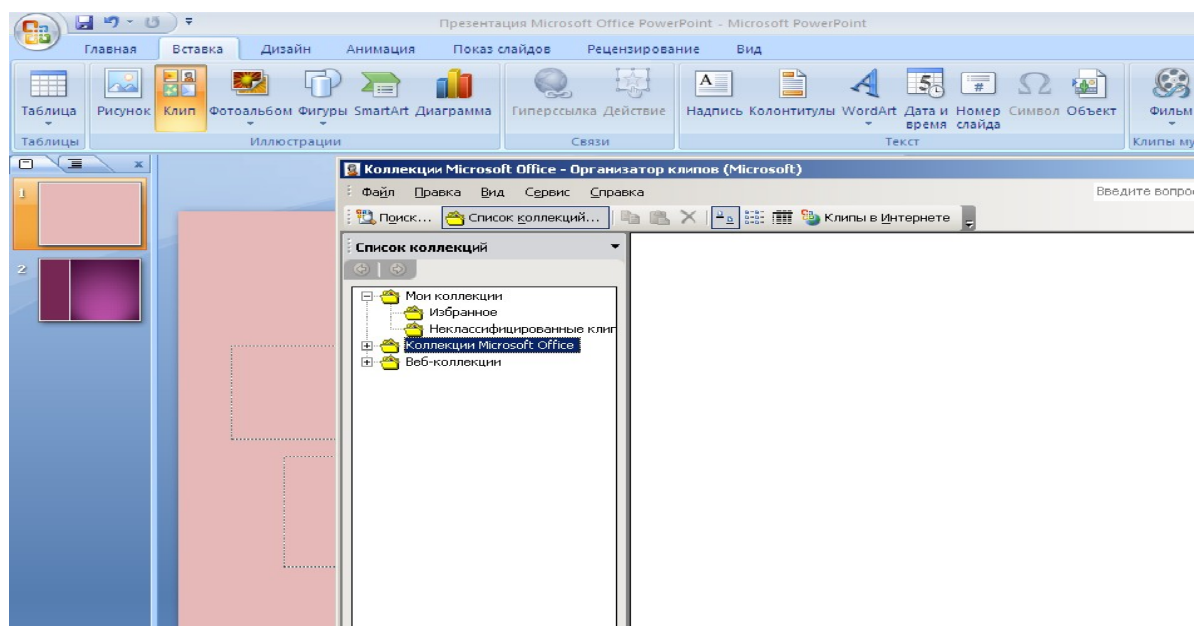 Презентация Microsoft Office PowerPoint - Microsoft PowerPoint
Главная Вставка Дизайн Анимация Показ слайдов Рецензирование Вид
Таблица Рисунок Клип Фотоальбом Фигуры SmartArt Диаграмма Гиперссылка Действие Надпись Колонтитулы WordArt Дата и время Номер слайда Символ Объект Фильм
Таблицы Иллюстрации Связи Текст Клипы му
Коллекции Microsoft Office - Организатор клипов (Microsoft)
Файл Правка Вид Сервис Справка Введите вопрос
Поиск... Список коллекций... Клипы в Интернете
Список коллекций
1
Мои коллекции
Избранное
2
Неклассифицированные клип
Коллекции Microsoft Office
Веб-коллекции